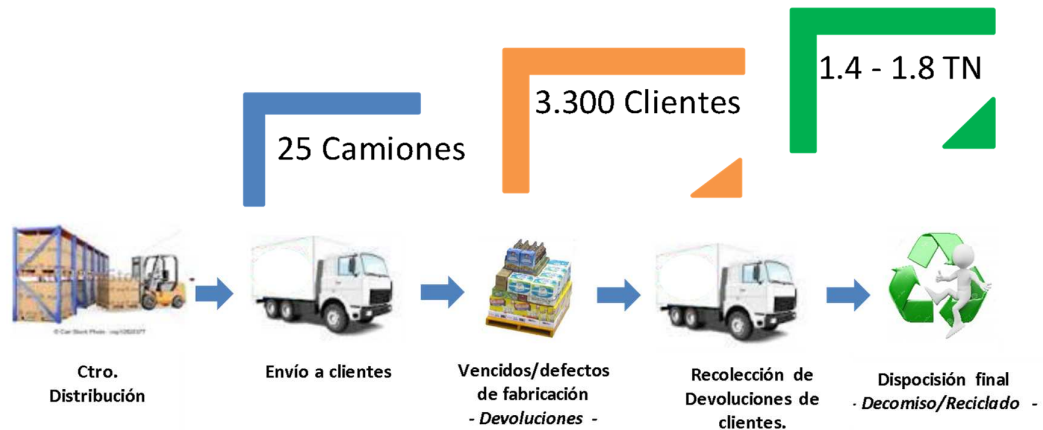 1.4 - 1.8 TN
3.300 Clientes
25 Camiones
Ctro.
Distribución
Envío a clientes
Vencidos/defectos
de fabricación
- Devoluciones -
Recolección de
Devoluciones de
clientes.
Dispocisión final
- Decomiso/Reciclado -